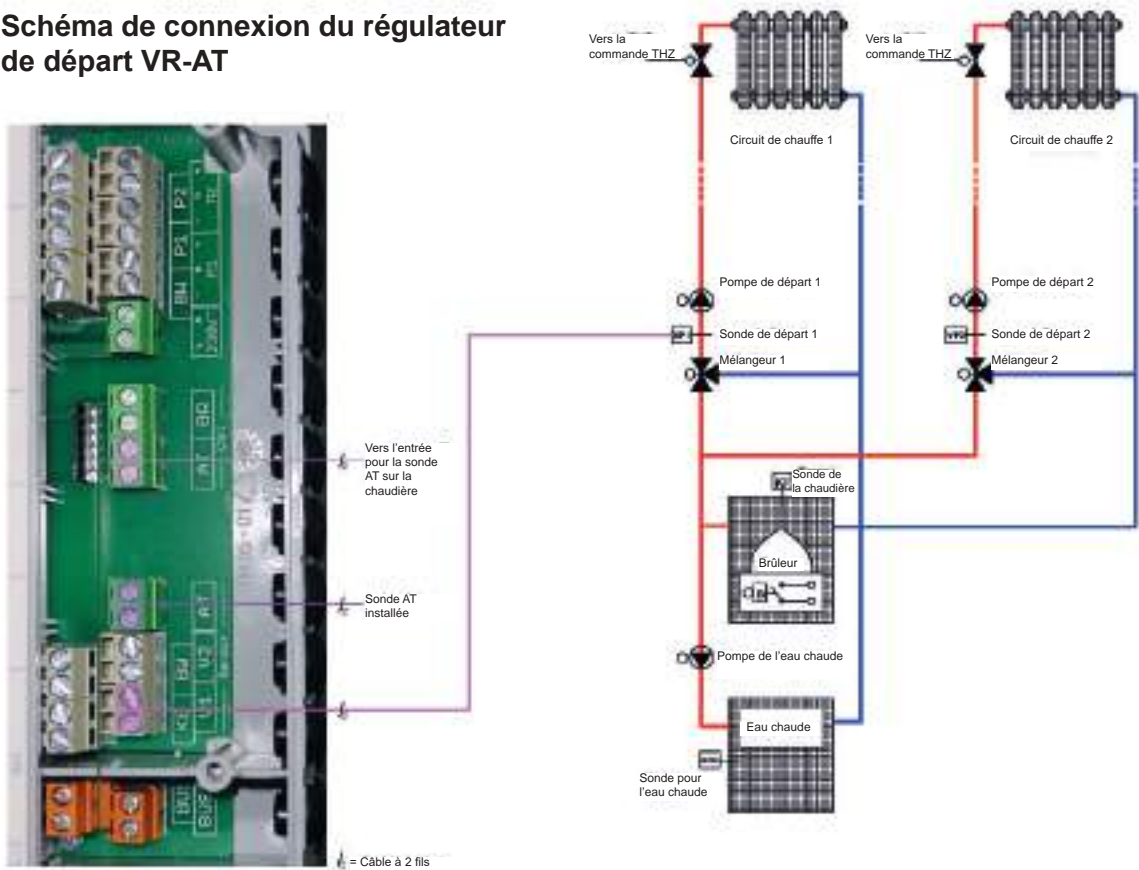 Schéma de connexion du régulateur
de départ VR-AT
Vers la
commande THZ
Vers la
commande THZ
Circuit de chauffe 1
Circuit de chauffe 2
Pompe de départ 1
Pompe de départ 2
Sonde de départ 1
VF2
Sonde de départ 2
Mélangeur 1
Mélangeur 2
Sonde de
la chaudière
Brûleur
Pompe de l'eau chaude
Eau chaude
Sonde pour
l'eau chaude
BW P1 P2
230V
AT BA
Vers l'entrée
pour la sonde
AT sur la
chaudière
AT
Sonde AT
installée
BW
V1 V2
BUS
= Câble à 2 fils